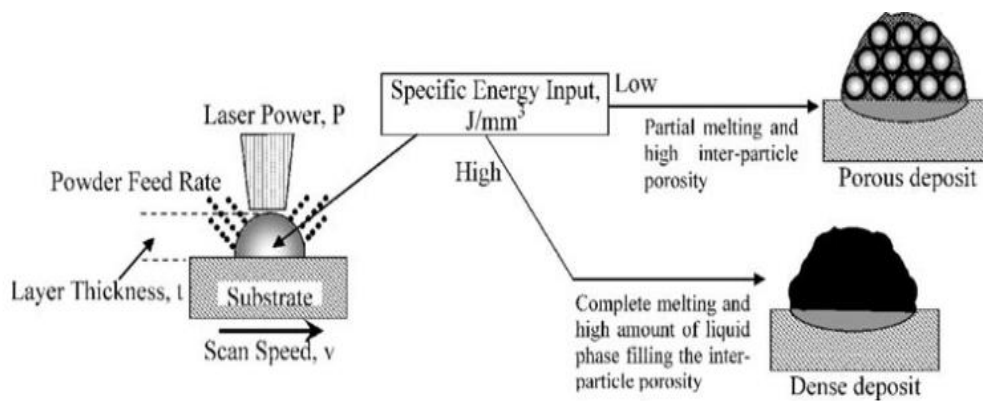 Laser Power, P
Powder Feed Rate
Layer Thickness, t
Substrate
Scan Speed, v
Specific Energy Input,
J/mm³
Low
High
Partial melting and
high inter-particle
porosity
Porous deposit
Complete melting and
high amount of liquid
phase filling the inter-
particle porosity
Dense deposit